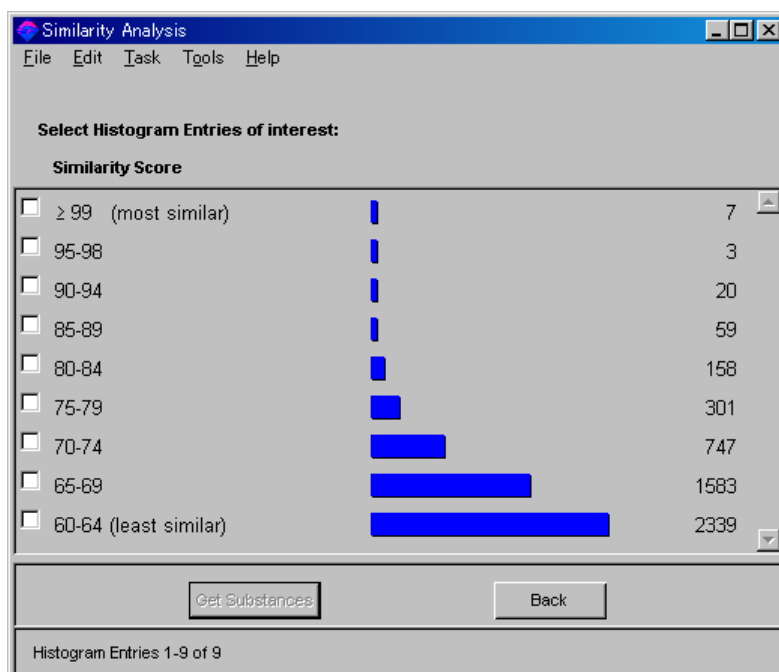 Similarity Analysis
File Edit Task Tools Help
Select Histogram Entries of interest:
Similarity Score
≥ 99 (most similar) 7
95-98 3
90-94 20
85-89 59
80-84 158
75-79 301
70-74 747
65-69 1583
60-64 (least similar) 2339
Get Substances Back
Histogram Entries 1-9 of 9